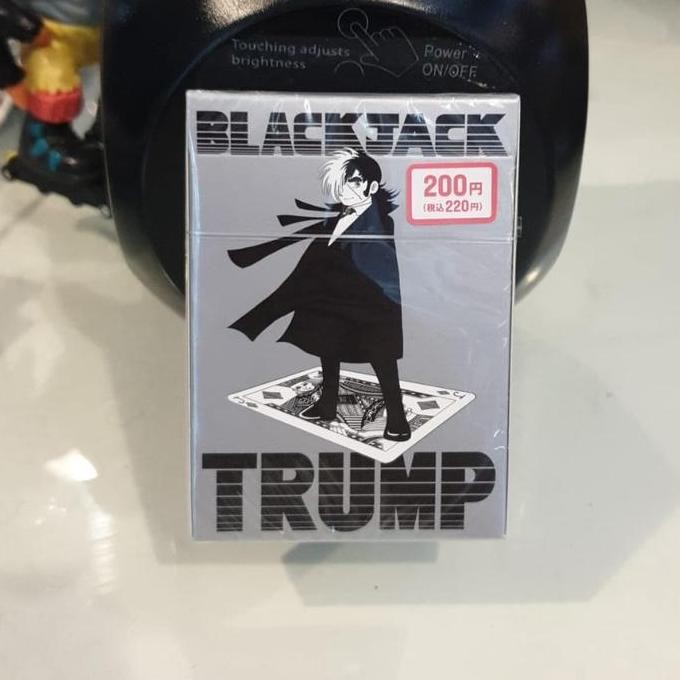 Touching adjusts
brightness
Power
ON/OFF
BLACKJACK
200円
(税込220円)
TRUMP
J